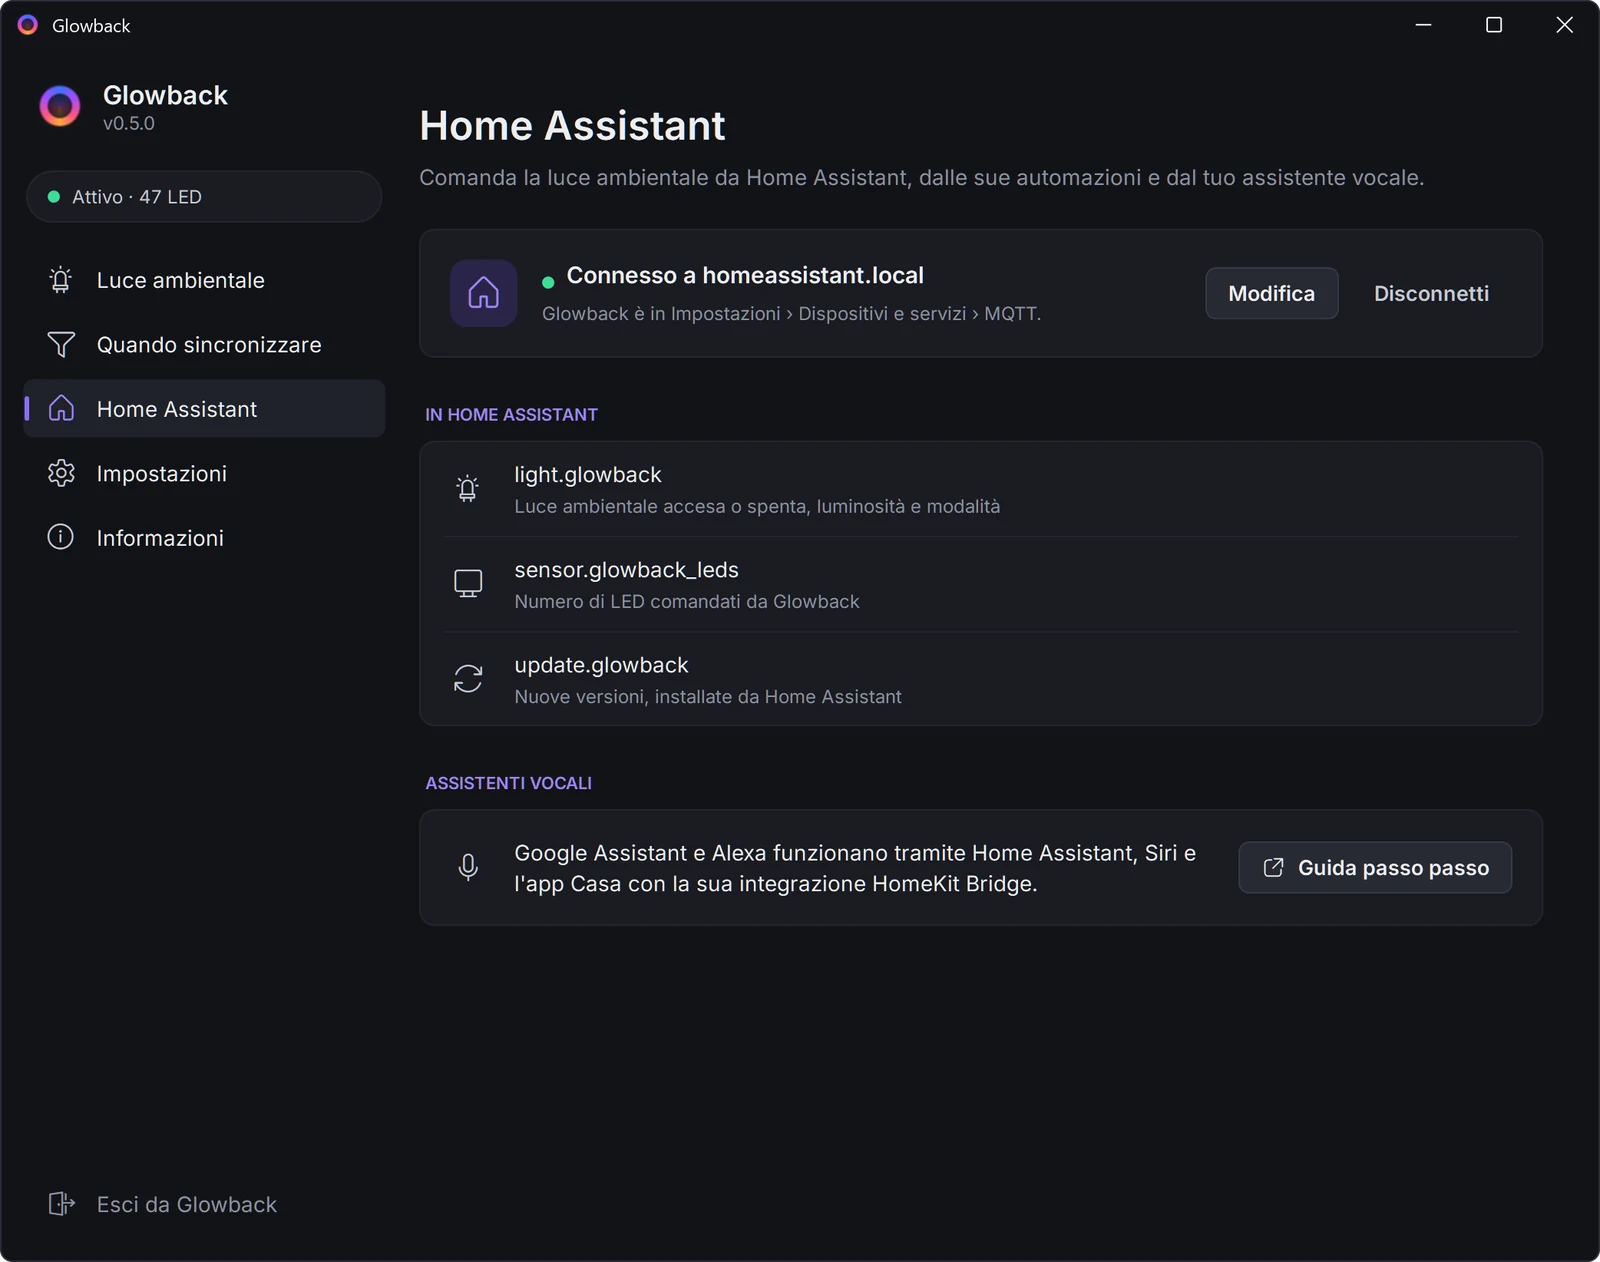 Glowback
Glowback
v0.5.0
Attivo · 47 LED
Luce ambientale
Quando sincronizzare
Home Assistant
Impostazioni
Informazioni
Esci da Glowback
Home Assistant
Comanda la luce ambientale da Home Assistant, dalle sue automazioni e dal tuo assistente vocale.
Connesso a homeassistant.local
Glowback è in Impostazioni › Dispositivi e servizi › MQTT.
Modifica
Disconnetti
IN HOME ASSISTANT
light.glowback
Luce ambientale accesa o spenta, luminosità e modalità
sensor.glowback_leds
Numero di LED comandati da Glowback
update.glowback
Nuove versioni, installate da Home Assistant
ASSISTENTI VOCALI
Google Assistant e Alexa funzionano tramite Home Assistant, Siri e
l'app Casa con la sua integrazione HomeKit Bridge.
Guida passo passo